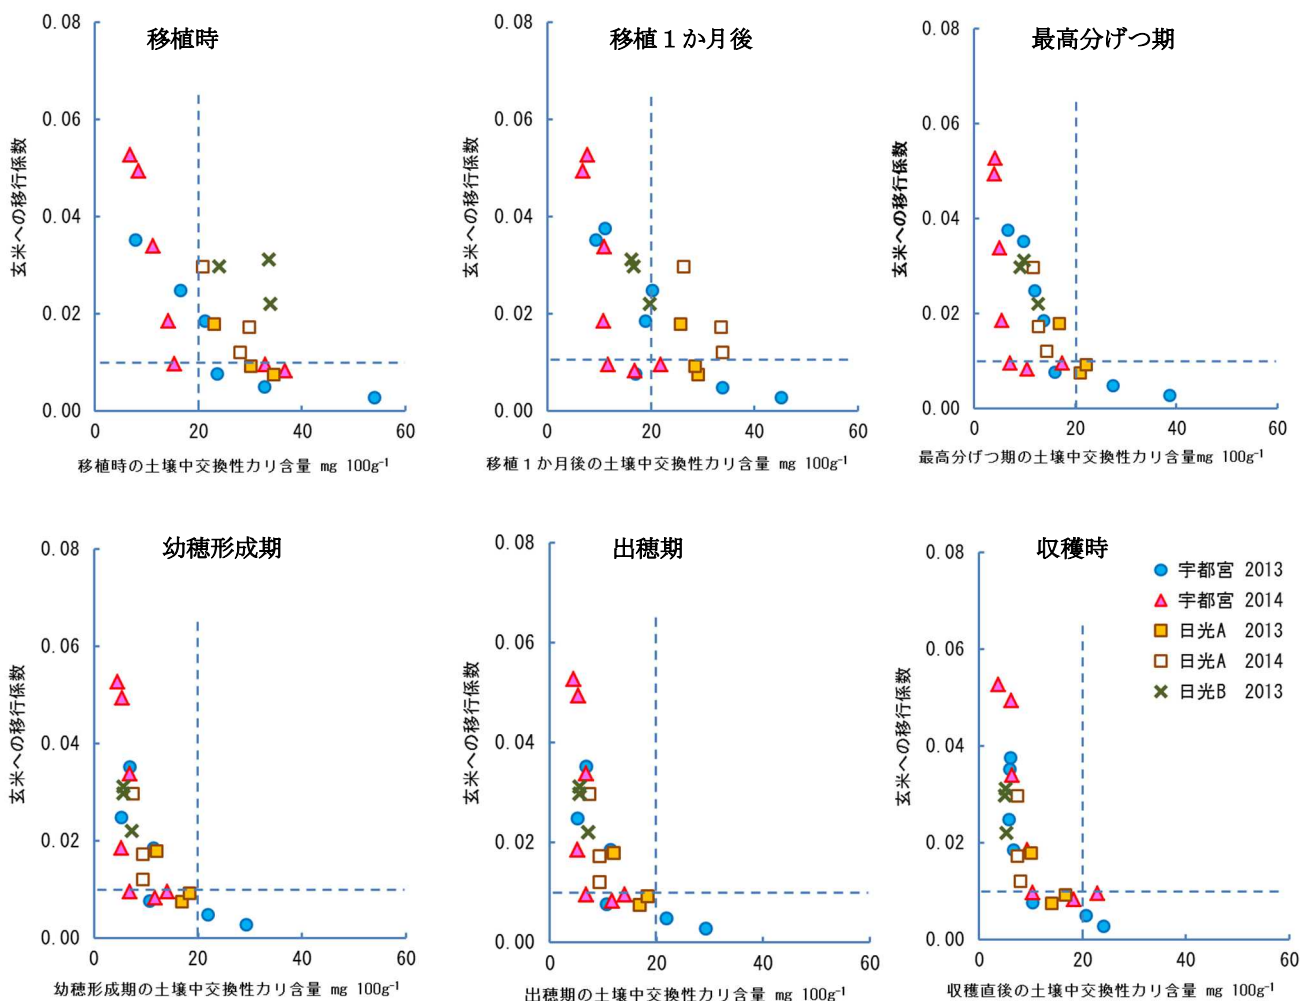 移植時
0.08
0.06
0.04
0.02
0.00
玄米への移行係数
0 20 40 60
移植時の土壌中交換性カリ含量 mg 100g⁻¹
移植１か月後
0.08
0.06
0.04
0.02
0.00
玄米への移行係数
0 20 40 60
移植１か月後の土壌中交換性カリ含量 mg 100g⁻¹
最高分げつ期
0.08
0.06
0.04
0.02
0.00
玄米への移行係数
0 20 40 60
最高分げつ期の土壌中交換性カリ含量mg 100g⁻¹
幼穂形成期
0.08
0.06
0.04
0.02
0.00
玄米への移行係数
0 20 40 60
幼穂形成期の土壌中交換性カリ含量 mg 100g⁻¹
出穂期
0.08
0.06
0.04
0.02
0.00
玄米への移行係数
0 20 40 60
出穂期の土壌中交換性カリ含量 mg 100g⁻¹
収穫時
0.08
0.06
0.04
0.02
0.00
玄米への移行係数
0 20 40 60
収穫直後の土壌中交換性カリ含量 mg 100g⁻¹
宇都宮 2013
宇都宮 2014
日光A 2013
日光A 2014
日光B 2013